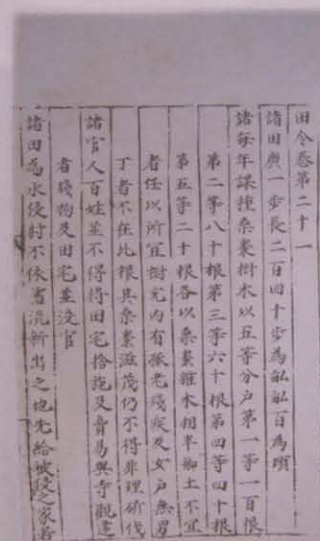 田令卷第二十一
諸田廣一步長二百四十步為畝畝百為頃
諸每年課種桑棗樹木以五等分戶第一等一百根
第二等八十根第三等六十根第四等四十根
第五等二十根各以桑棗雜木相半鄉土不宜
者任以所宜樹充內有孤老殘疾及女戶無男
丁者不在此根其桑棗滋茂仍不得非理斫伐
諸官人百姓並不得將田宅捨施及賣易與寺觀違
者錢物及田宅並沒官
諸田為水侵射不依舊流新出之地先給被侵之家若